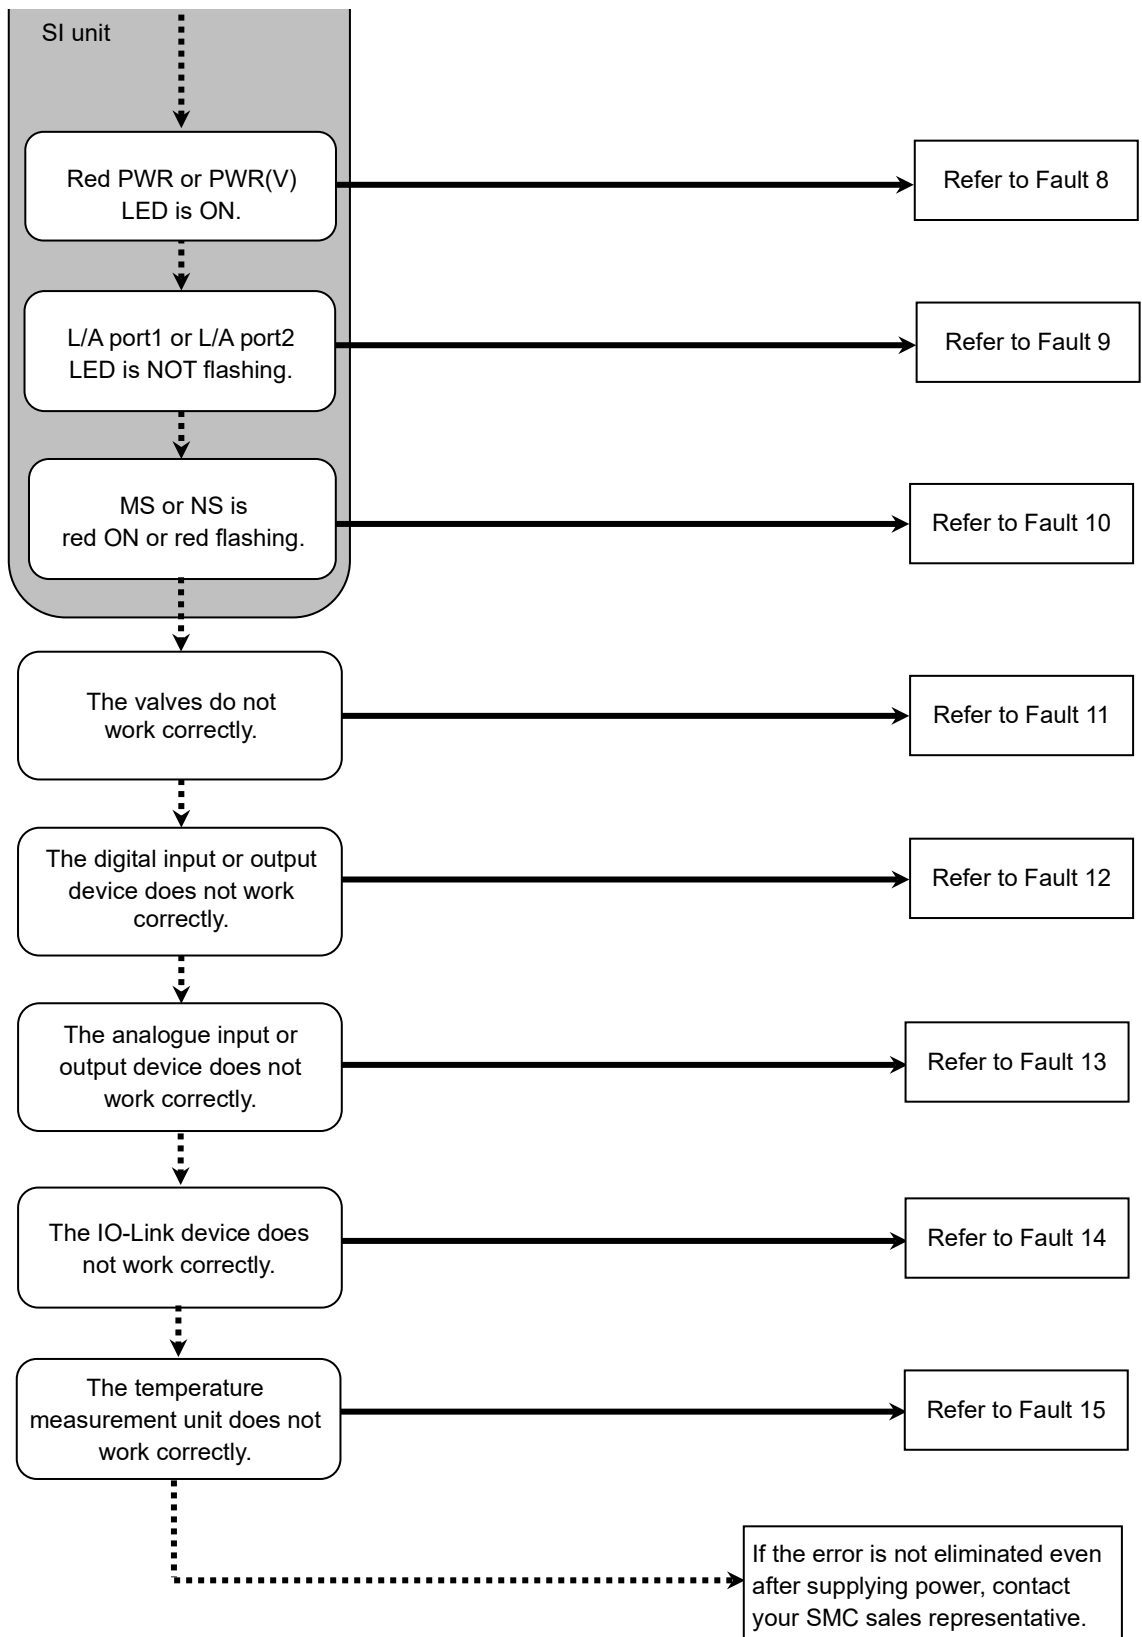 SI unit
Red PWR or PWR(V)
LED is ON.
Refer to Fault 8
L/A port1 or L/A port2
LED is NOT flashing.
Refer to Fault 9
MS or NS is
red ON or red flashing.
Refer to Fault 10
The valves do not
work correctly.
Refer to Fault 11
The digital input or output
device does not work
correctly.
Refer to Fault 12
The analogue input or
output device does not
work correctly.
Refer to Fault 13
The IO-Link device does
not work correctly.
Refer to Fault 14
The temperature
measurement unit does not
work correctly.
Refer to Fault 15
If the error is not eliminated even
after supplying power, contact
your SMC sales representative.